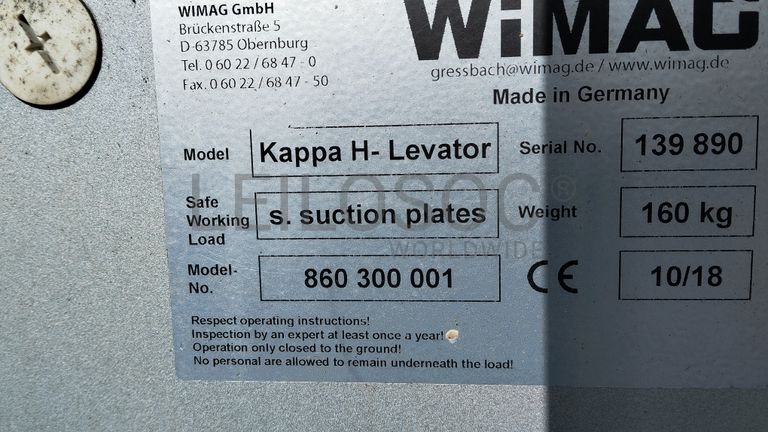 WIMAG GmbH
Brückenstraße 5
D-63785 Obernburg
Tel. 0 60 22 / 68 47 - 0
Fax. 0 60 22 / 68 47 - 50
WiMAG
gressbach@wimag.de / www.wimag.de
Made in Germany
Model Kappa H- Levator Serial No. 139 890
LEILOSOC®
WORLDWIDE
Safe Working Load s. suction plates Weight 160 kg
Model-No. 860 300 001 CE 10/18
Respect operating instructions!
Inspection by an expert at least once a year!
Operation only closed to the ground!
No personal are allowed to remain underneath the load!